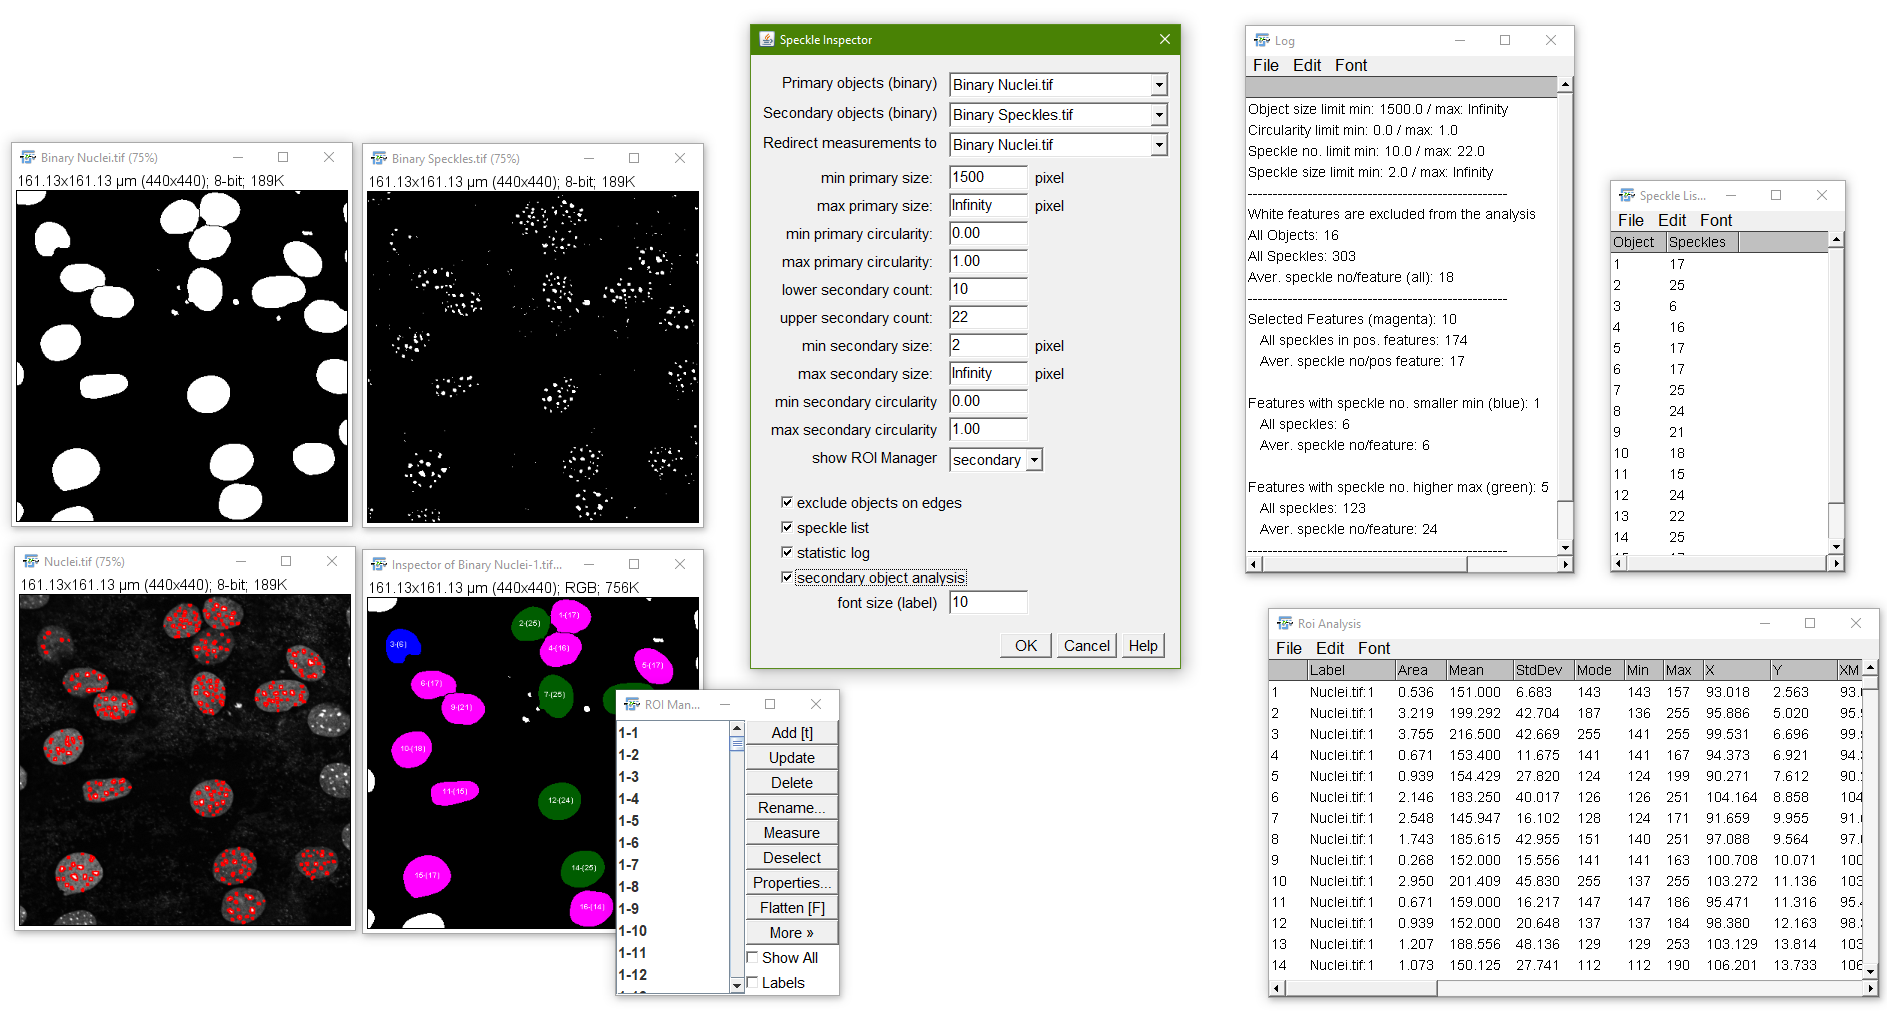 Binary Nuclei.tif (75%)
161.13x161.13 µm (440x440); 8-bit; 189K
Binary Speckles.tif (75%)
161.13x161.13 µm (440x440); 8-bit; 189K
Nuclei.tif (75%)
161.13x161.13 µm (440x440); 8-bit; 189K
Inspector of Binary Nuclei-1.tif...
161.13x161.13 µm (440x440); RGB; 756K
1-(17)
2-(25)
3-(6)
4-(16)
5-(17)
6-(17)
7-(25)
9-(21)
10-(18)
11-(15)
12-(24)
14-(25)
15-(17)
16-(14)
ROI Man...
1-1
1-2
1-3
1-4
1-5
1-6
1-7
1-8
1-9
1-10
1-11
1-12
Add [t]
Update
Delete
Rename...
Measure
Deselect
Properties...
Flatten [F]
More »
Show All
Labels
Speckle Inspector
Primary objects (binary) Binary Nuclei.tif
Secondary objects (binary) Binary Speckles.tif
Redirect measurements to Binary Nuclei.tif
min primary size: 1500 pixel
max primary size: Infinity pixel
min primary circularity: 0.00
max primary circularity: 1.00
lower secondary count: 10
upper secondary count: 22
min secondary size: 2 pixel
max secondary size: Infinity pixel
min secondary circularity 0.00
max secondary circularity 1.00
show ROI Manager secondary
exclude objects on edges
speckle list
statistic log
secondary object analysis
font size (label) 10
OK Cancel Help
Log
File Edit Font
Object size limit min: 1500.0 / max: Infinity
Circularity limit min: 0.0 / max: 1.0
Speckle no. limit min: 10.0 / max: 22.0
Speckle size limit min: 2.0 / max: Infinity
White features are excluded from the analysis
All Objects: 16
All Speckles: 303
Aver. speckle no/feature (all): 18
Selected Features (magenta): 10
All speckles in pos. features: 174
Aver. speckle no/pos feature: 17
Features with speckle no. smaller min (blue): 1
All speckles: 6
Aver. speckle no/feature: 6
Features with speckle no. higher max (green): 5
All speckles: 123
Aver. speckle no/feature: 24
Speckle Lis...
File Edit Font
Object Speckles
1 17
2 25
3 6
4 16
5 17
6 17
7 25
8 24
9 21
10 18
11 15
12 24
13 22
14 25
Roi Analysis
File Edit Font
Label Area Mean StdDev Mode Min Max X Y XM
1 Nuclei.tif:1 0.536 151.000 6.683 143 143 157 93.018 2.563 93.
2 Nuclei.tif:1 3.219 199.292 42.704 187 136 255 95.886 5.020 95.
3 Nuclei.tif:1 3.755 216.500 42.669 255 141 255 99.531 6.696 99.
4 Nuclei.tif:1 0.671 153.400 11.675 141 141 167 94.373 6.921 94.
5 Nuclei.tif:1 0.939 154.429 27.820 124 124 199 90.271 7.612 90.
6 Nuclei.tif:1 2.146 183.250 40.017 126 126 251 104.164 8.858 104
7 Nuclei.tif:1 2.548 145.947 16.102 128 124 171 91.659 9.955 91.
8 Nuclei.tif:1 1.743 185.615 42.955 151 140 251 97.088 9.564 97.
9 Nuclei.tif:1 0.268 152.000 15.556 141 141 163 100.708 10.071 100
10 Nuclei.tif:1 2.950 201.409 45.830 255 137 255 103.272 11.136 103
11 Nuclei.tif:1 0.671 159.000 16.217 147 147 186 95.471 11.316 95.
12 Nuclei.tif:1 0.939 152.000 20.648 137 137 184 98.380 12.163 98.
13 Nuclei.tif:1 1.207 188.556 48.136 129 129 253 103.129 13.814 103
14 Nuclei.tif:1 1.073 150.125 27.741 112 112 190 106.201 13.733 106